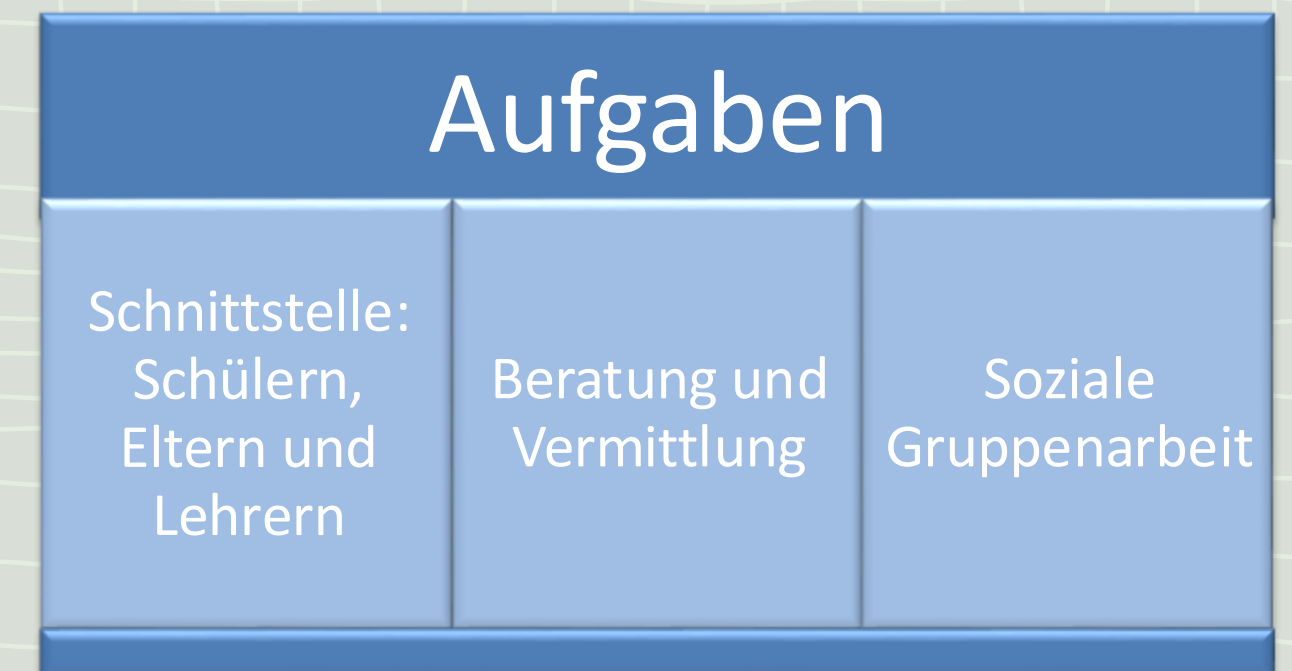 Aufgaben
Schnittstelle:
Schülern,
Eltern und
Lehrern
Beratung und
Vermittlung
Soziale
Gruppenarbeit